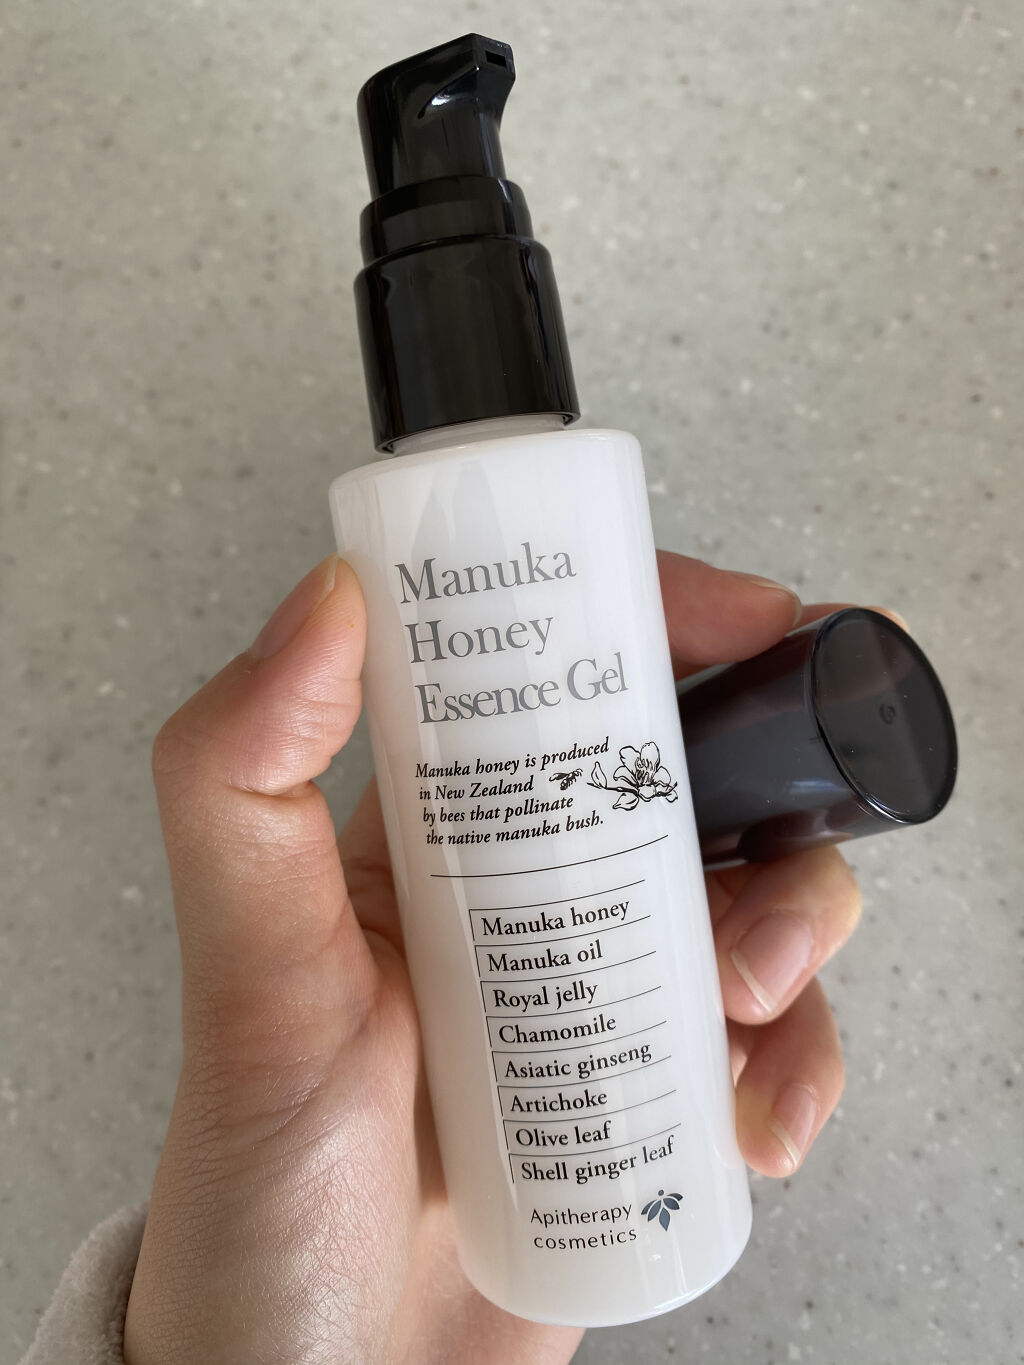 Manuka
Honey
Essence Gel
Manuka honey is produced
in New Zealand
by bees that pollinate
the native manuka bush.
Manuka honey
Manuka oil
Royal jelly
Chamomile
Asiatic ginseng
Artichoke
Olive leaf
Shell ginger leaf
Apitherapy
cosmetics